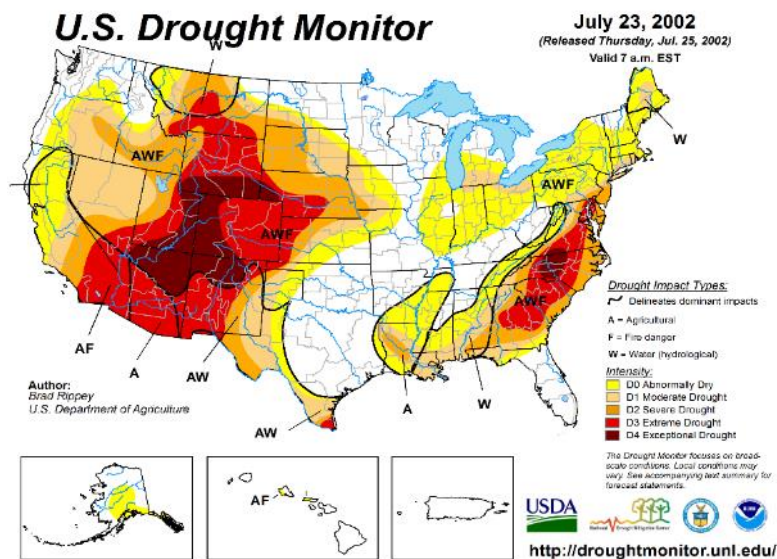 U.S. Drought Monitor
July 23, 2002
(Released Thursday, Jul. 25, 2002)
Valid 7 a.m. EST
W
W
AWF
AWF
AWF
AWF
AF
A
AW
AW
A
W
Drought Impact Types:
Delineates dominant impacts
A = Agricultural
F = Fire danger
W = Water (hydrological)
Intensity:
D0 Abnormally Dry
D1 Moderate Drought
D2 Severe Drought
D3 Extreme Drought
D4 Exceptional Drought
Author:
Brad Rippey
U.S. Department of Agriculture
The Drought Monitor focuses on broad-
scale conditions. Local conditions may
vary. See accompanying text summary for
forecast statements.
AF
USDA
National Drought Mitigation Center
http://droughtmonitor.unl.edu/